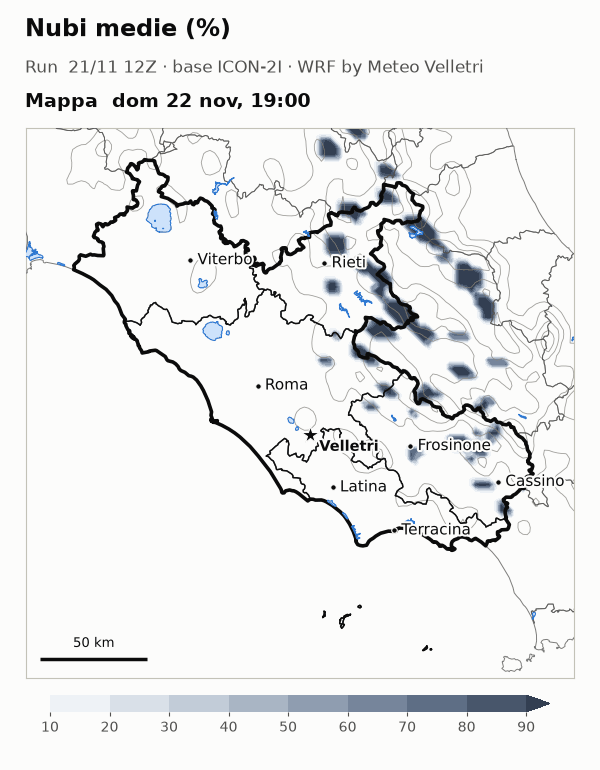 Nubi medie (%)
Run 21/11 12Z · base ICON-2I · WRF by Meteo Velletri
Mappa dom 22 nov, 19:00
Viterbo
Rieti
Roma
Velletri
Frosinone
Latina
Cassino
Terracina
50 km
10 20 30 40 50 60 70 80 90